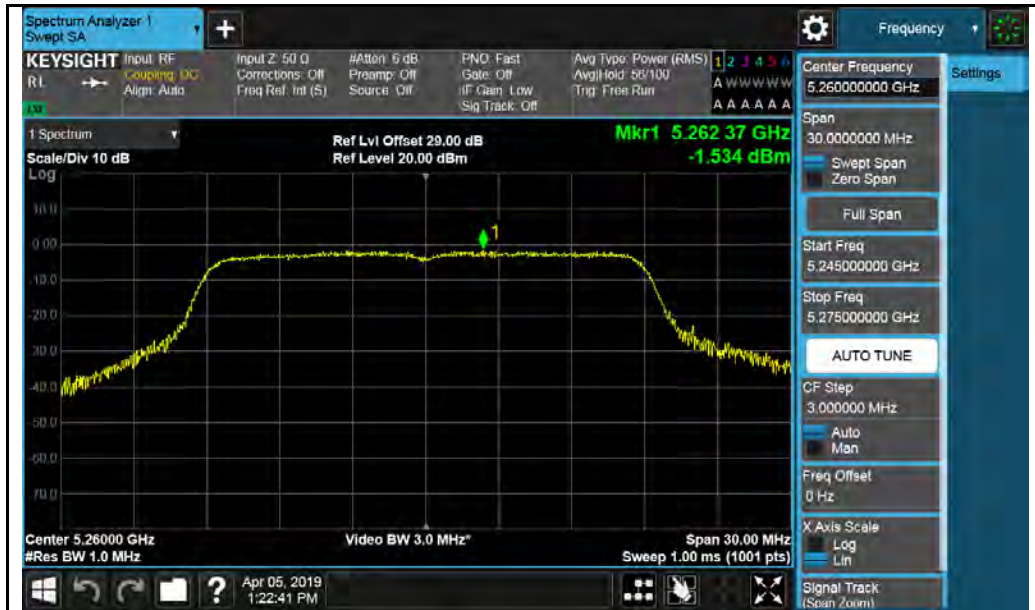 Spectrum Analyzer 1
Swept SA
+
Frequency
KEYSIGHT
RL
Input: RF
Coupling: DC
Align: Auto
Input Z: 50 Ω
Corrections: Off
Freq Ref: Int (S)
#Atten: 6 dB
Preamp: Off
Source: Off
PNO: Fast
Gate: Off
IF Gain: Low
Sig Track: Off
Avg Type: Power (RMS)
Avg|Hold: 56/100
Trig: Free Run
1 2 3 4 5 6
A W W W W W
A A A A A A
1 Spectrum
Scale/Div 10 dB
Log
Ref Lvl Offset 29.00 dB
Ref Level 20.00 dBm
Mkr1 5.262 37 GHz
-1.534 dBm
1
10.0
0.00
-10.0
-20.0
-30.0
-40.0
-50.0
-60.0
-70.0
Center 5.26000 GHz
#Res BW 1.0 MHz
Video BW 3.0 MHz*
Span 30.00 MHz
Sweep 1.00 ms (1001 pts)
?
Apr 05, 2019
1:22:41 PM
Center Frequency
5.260000000 GHz
Settings
Span
30.0000000 MHz
Swept Span
Zero Span
Full Span
Start Freq
5.245000000 GHz
Stop Freq
5.275000000 GHz
AUTO TUNE
CF Step
3.000000 MHz
Auto
Man
Freq Offset
0 Hz
X Axis Scale
Log
Lin
Signal Track
(Span Zoom)